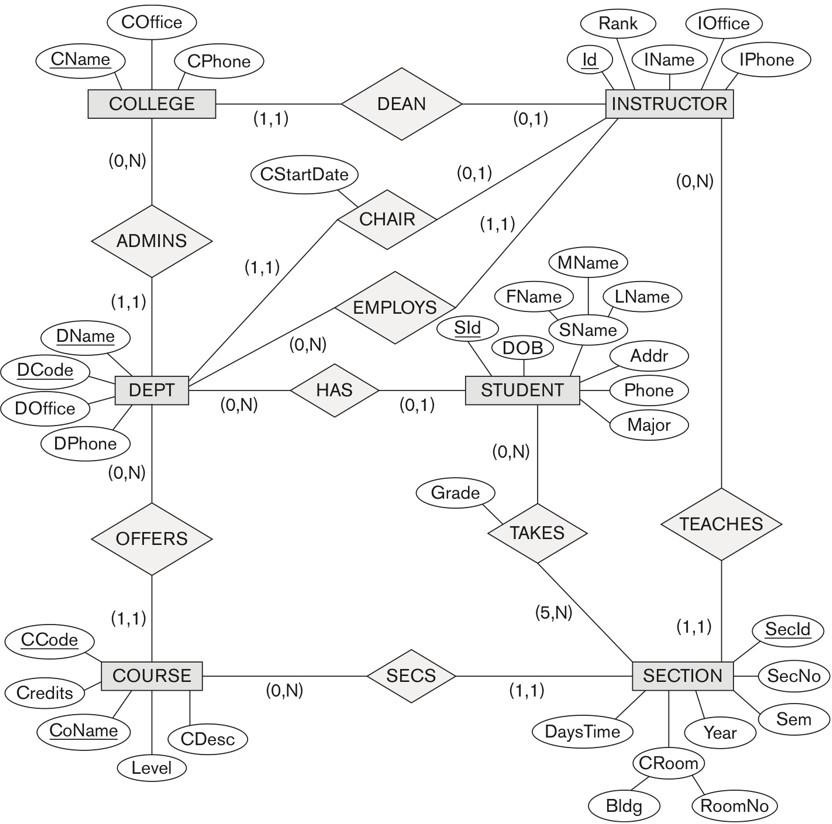 COffice
CName
CPhone
COLLEGE
(1,1)
DEAN
(0,1)
Rank
IOffice
Id
IName
IPhone
INSTRUCTOR
(0,N)
ADMINS
(1,1)
CStartDate
CHAIR
(0,1)
(1,1)
EMPLOYS
(1,1)
(0,N)
(0,N)
DName
DCode
DOffice
DPhone
DEPT
(0,N)
HAS
(0,1)
MName
FName
LName
SName
SId
DOB
Addr
Phone
Major
STUDENT
(0,N)
Grade
TAKES
(5,N)
TEACHES
(1,1)
(0,N)
OFFERS
(1,1)
CCode
Credits
CoName
Level
CDesc
COURSE
(0,N)
SECS
(1,1)
SECTION
SecId
SecNo
Sem
Year
DaysTime
CRoom
Bldg
RoomNo